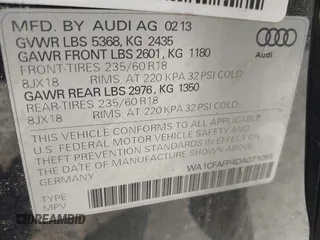 MFD. BY AUDI AG 02/13
GVWR LBS 5368, KG 2435
GAWR FRONT LBS 2601, KG 1180
FRONT-TIRES 235/60 R18
8JX18 RIMS. AT 220 KPA 32 PSI COLD
GAWR REAR LBS 2976, KG 1350
REAR-TIRES 235/60 R18
8JX18 RIMS. AT 220 KPA 32 PSI COLD
Audi
THIS VEHICLE CONFORMS TO ALL APPLICABLE
U.S. FEDERAL MOTOR VEHICLE SAFETY
STANDARDS IN EFFECT ON
THE DATE OF MANUFACTURE SHOWN ABOVE
GERMANY
TYPE
MPV
DREAMBID